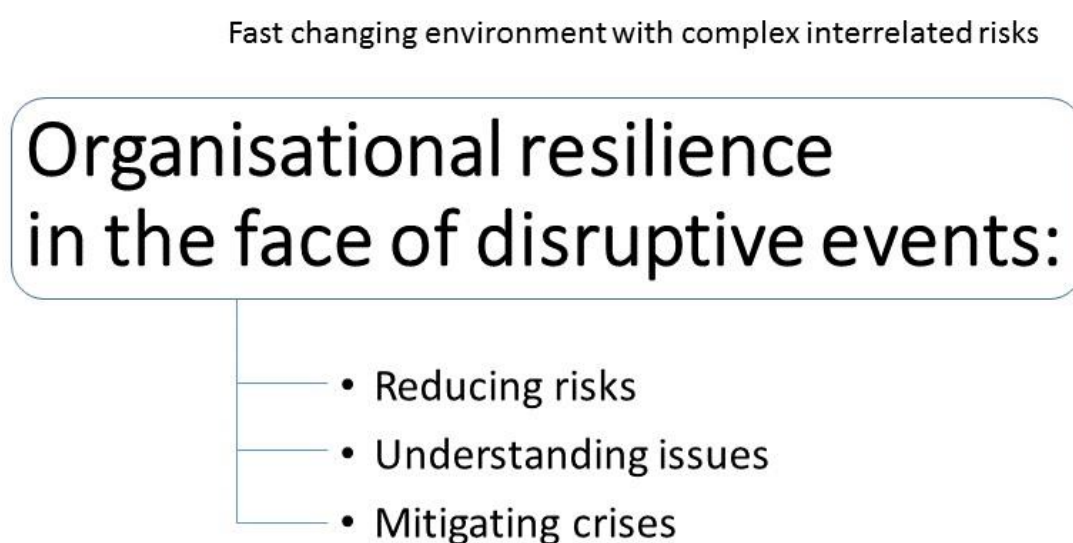 Fast changing environment with complex interrelated risks
Organisational resilience
in the face of disruptive events:
• Reducing risks
• Understanding issues
• Mitigating crises